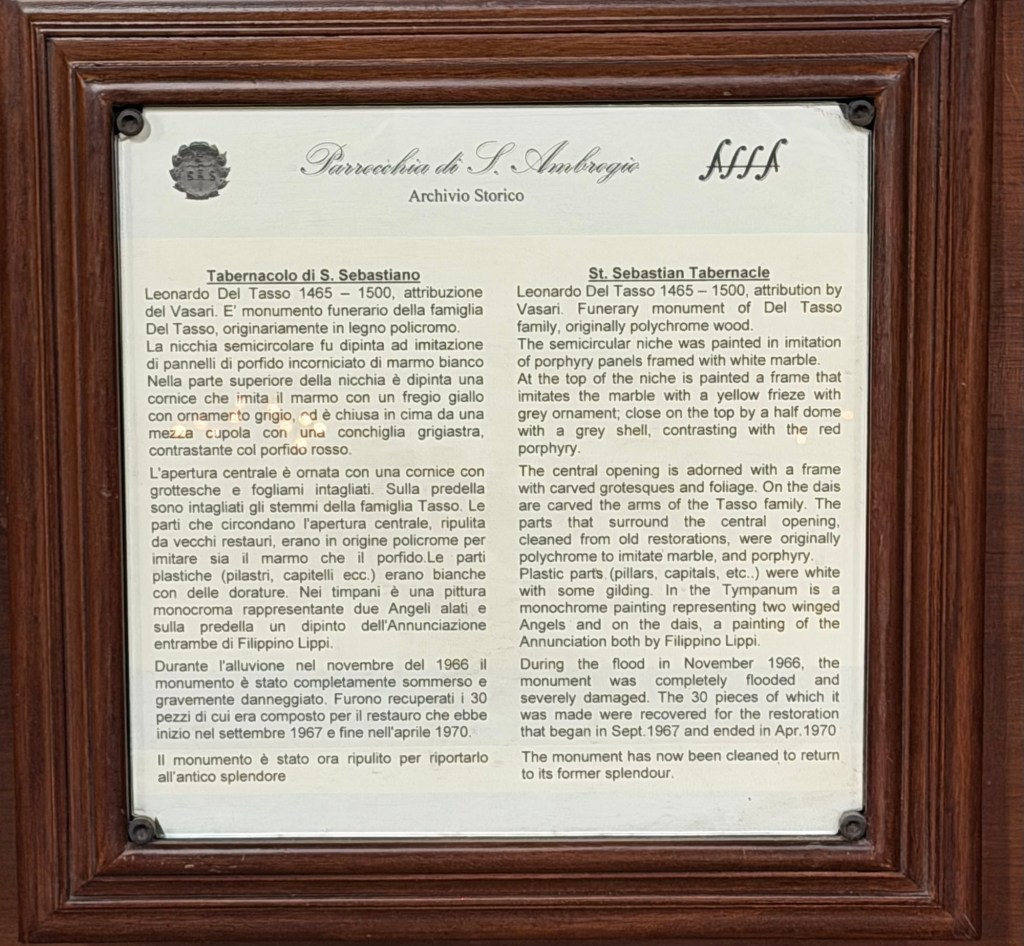 Parrocchia di S. Ambrogio
Archivio Storico
Tabernacolo di S. Sebastiano
Leonardo Del Tasso 1465 – 1500, attribuzione
del Vasari. E' monumento funerario della famiglia
Del Tasso, originariamente in legno policromo.
La nicchia semicircolare fu dipinta ad imitazione
di pannelli di porfido incorniciato di marmo bianco
Nella parte superiore della nicchia è dipinta una
cornice che imita il marmo con un fregio giallo
con ornamento grigio, ed è chiusa in cima da una
mezza cupola con una conchiglia grigiastra,
contrastante col porfido rosso.
L'apertura centrale è ornata con una cornice con
grottesche e fogliami intagliati. Sulla predella
sono intagliati gli stemmi della famiglia Tasso. Le
parti che circondano l'apertura centrale, ripulita
da vecchi restauri, erano in origine policrome per
imitare sia il marmo che il porfido.Le parti
plastiche (pilastri, capitelli ecc.) erano bianche
con delle dorature. Nei timpani è una pittura
monocroma rappresentante due Angeli alati e
sulla predella un dipinto dell'Annunciazione
entrambe di Filippino Lippi.
Durante l'alluvione nel novembre del 1966 il
monumento è stato completamente sommerso e
gravemente danneggiato. Furono recuperati i 30
pezzi di cui era composto per il restauro che ebbe
inizio nel settembre 1967 e fine nell'aprile 1970.
Il monumento è stato ora ripulito per riportarlo
all'antico splendore
St. Sebastian Tabernacle
Leonardo Del Tasso 1465 – 1500, attribution by
Vasari. Funerary monument of Del Tasso
family, originally polychrome wood.
The semicircular niche was painted in imitation
of porphyry panels framed with white marble.
At the top of the niche is painted a frame that
imitates the marble with a yellow frieze with
grey ornament; close on the top by a half dome
with a grey shell, contrasting with the red
porphyry.
The central opening is adorned with a frame
with carved grotesques and foliage. On the dais
are carved the arms of the Tasso family. The
parts that surround the central opening,
cleaned from old restorations, were originally
polychrome to imitate marble, and porphyry.
Plastic parts (pillars, capitals, etc..) were white
with some gilding. In the Tympanum is a
monochrome painting representing two winged
Angels and on the dais, a painting of the
Annunciation both by Filippino Lippi.
During the flood in November 1966, the
monument was completely flooded and
severely damaged. The 30 pieces of which it
was made were recovered for the restoration
that began in Sept.1967 and ended in Apr.1970
The monument has now been cleaned to return
to its former splendour.